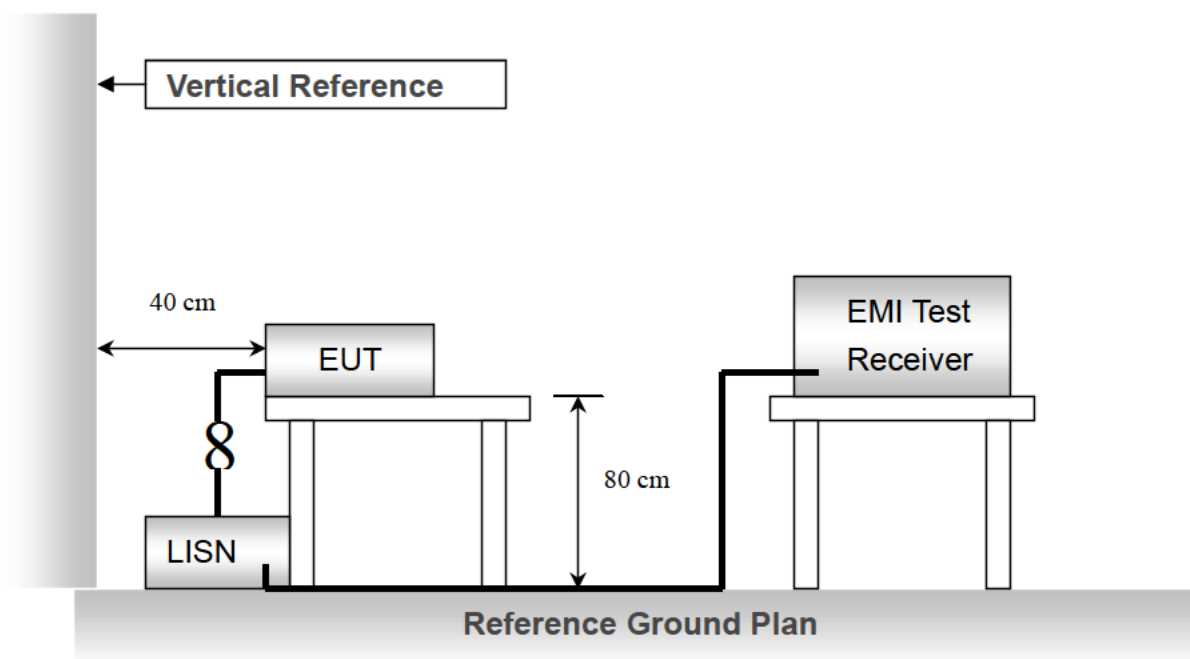 Vertical Reference
40 cm
EUT
EMI Test
Receiver
80 cm
LISN
Reference Ground Plan